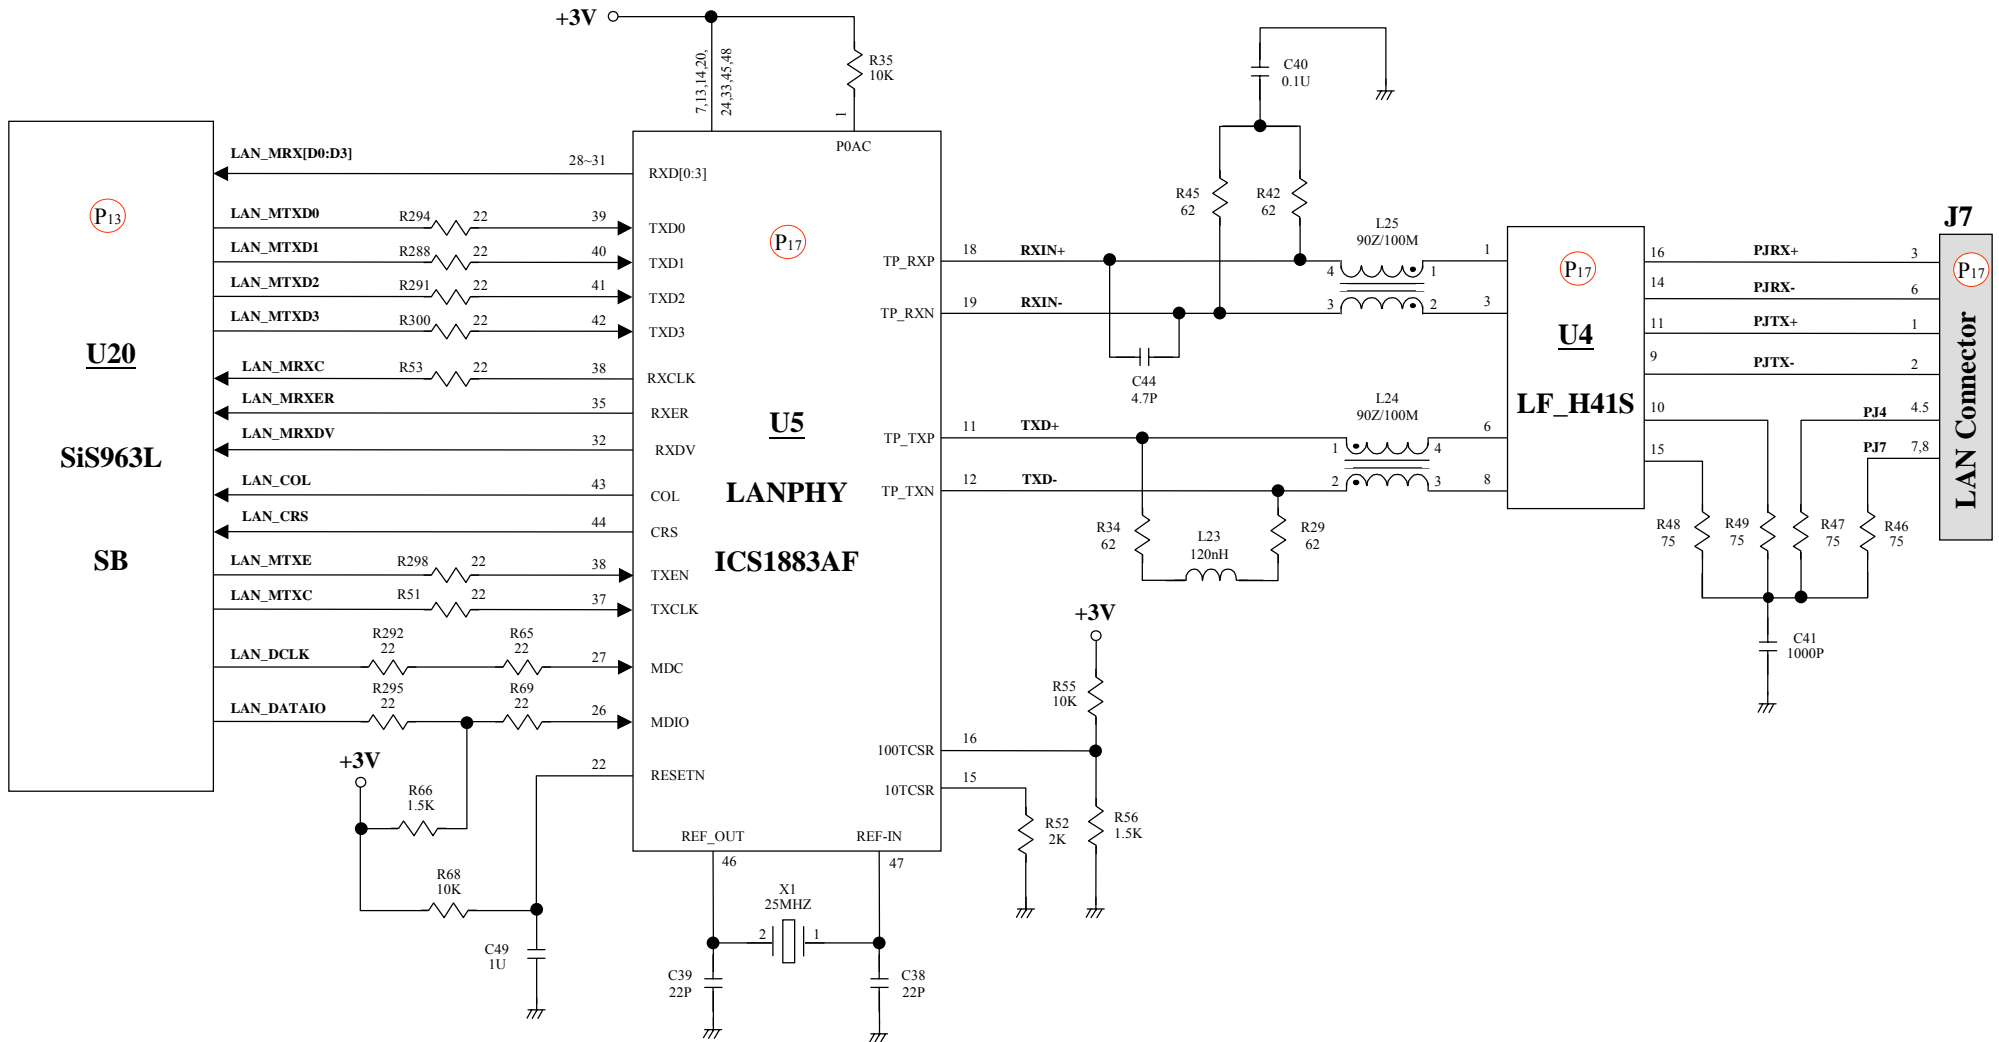 +3V
7,13,14,20,
24,33,45,48
R35
10K
1
P0AC
U20
SiS963L
SB
P13
LAN_MRX[D0:D3]
28~31
RXD[0:3]
LAN_MTXD0
R294
22
39
TXD0
LAN_MTXD1
R288
22
40
TXD1
LAN_MTXD2
R291
22
41
TXD2
LAN_MTXD3
R300
22
42
TXD3
LAN_MRXC
R53
22
38
RXCLK
LAN_MRXER
35
RXER
LAN_MRXDV
32
RXDV
LAN_COL
43
COL
LAN_CRS
44
CRS
LAN_MTXE
R298
22
38
TXEN
LAN_MTXC
R51
22
37
TXCLK
LAN_DCLK
R292
22
R65
22
27
MDC
LAN_DATAIO
R295
22
R69
22
26
MDIO
+3V
22
RESETN
R66
1.5K
R68
10K
C49
1U
P17
U5
LANPHY
ICS1883AF
REF_OUT
46
REF-IN
47
X1
25MHZ
2
1
C39
22P
C38
22P
C40
0.1U
R45
62
R42
62
TP_RXP
18
RXIN+
TP_RXN
19
RXIN-
C44
4.7P
L25
90Z/100M
4
1
3
2
1
3
TP_TXP
11
TXD+
TP_TXN
12
TXD-
L24
90Z/100M
1
4
2
3
6
8
R34
62
L23
120nH
R29
62
+3V
R55
10K
100TCSR
16
10TCSR
15
R52
2K
R56
1.5K
P17
U4
LF_H41S
16
PJRX+
3
14
PJRX-
6
11
PJTX+
1
9
PJTX-
2
10
PJ4
4.5
15
PJ7
7,8
R48
75
R49
75
R47
75
R46
75
C41
1000P
J7
P17
LAN Connector